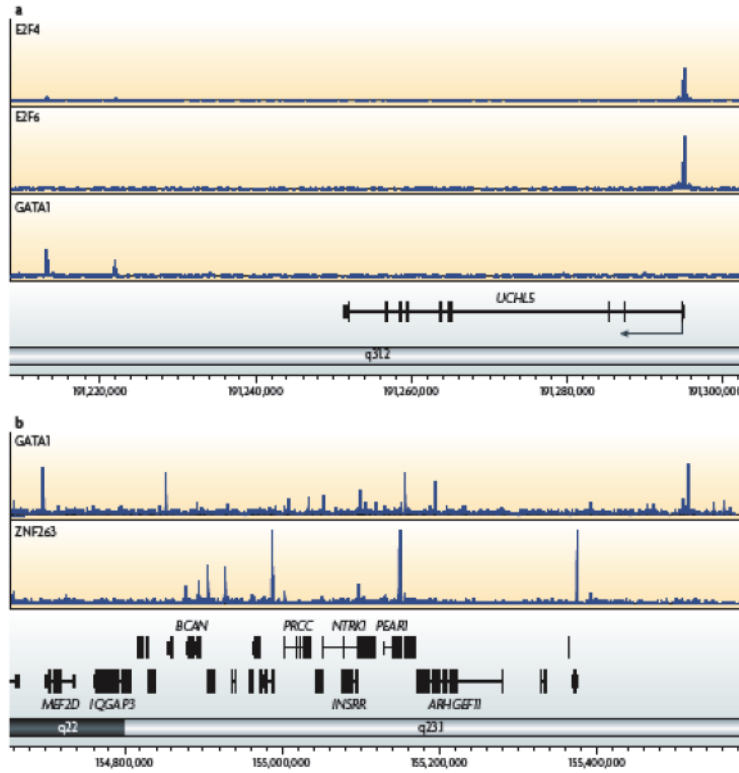 a
E2F4
E2F6
GATA1
UCHL5
q31.2
191,220,000 191,240,000 191,260,000 191,280,000 191,300,000
b
GATA1
ZNF263
BCAN PRCC NTRK1 PEAR1
MEF2D IQGAP3 INSRR ARHGEF11
q22 q23.1
154,800,000 155,000,000 155,200,000 155,400,000